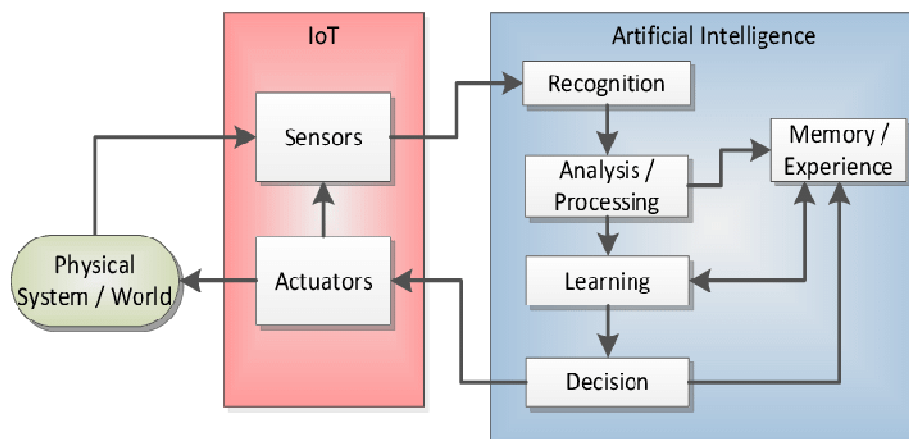 IoT
Artificial Intelligence
Recognition
Sensors
Memory /
Experience
Analysis /
Processing
Physical
System / World
Actuators
Learning
Decision